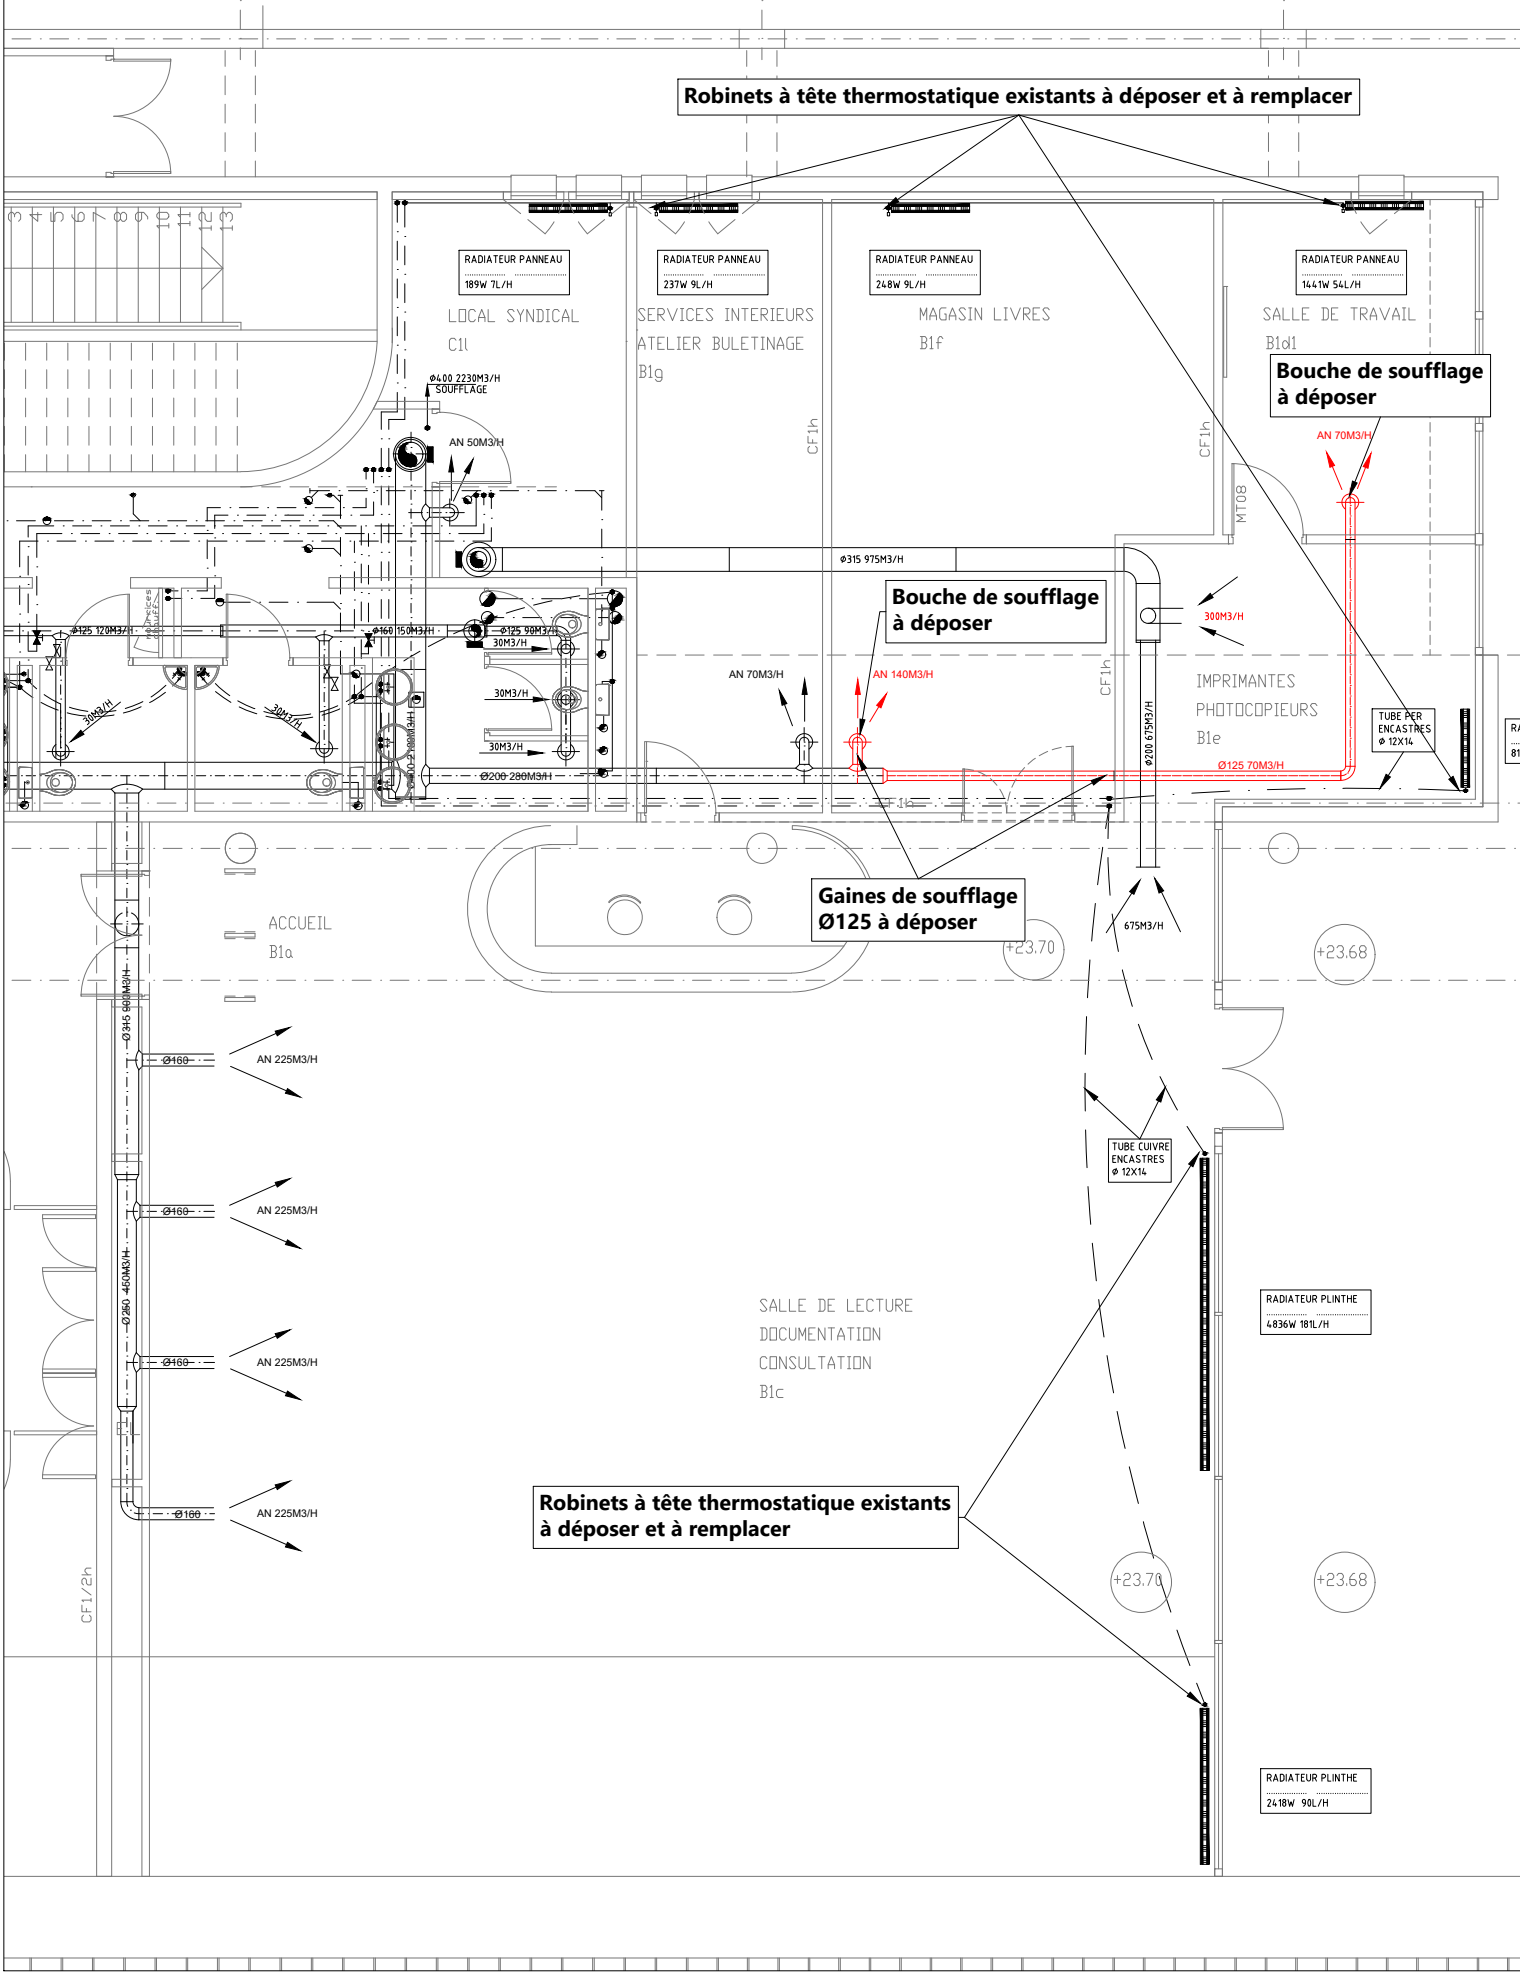 Robinets à tête thermostatique existants à déposer et à remplacer
3
4
5
6
7
8
9
10
11
12
13
RADIATEUR PANNEAU
189W 7L/H
RADIATEUR PANNEAU
237W 9L/H
RADIATEUR PANNEAU
248W 9L/H
RADIATEUR PANNEAU
1441W 54L/H
LOCAL SYNDICAL
C1l
SERVICES INTERIEURS
ATELIER BULETINAGE
B1g
MAGASIN LIVRES
B1f
SALLE DE TRAVAIL
B1d1
Bouche de soufflage
à déposer
Ø400 2230M3/H
SOUFFLAGE
AN 50M3/H
CF1h
CF1h
AN 70M3/H
MT08
Ø315 975M3/H
Bouche de soufflage
à déposer
300M3/H
Ø125 120M3/H
Ø160 150M3/H
Ø125 90M3/H
30M3/H
30M3/H
30M3/H
30M3/H
30M3/H
AN 70M3/H
AN 140M3/H
CF1h
IMPRIMANTES
PHOTOCOPIEURS
B1e
Ø200 675M3/H
TUBE PER
ENCASTRES
Ø 12X14
RA
81
Ø200 280M3/H
Ø125 70M3/H
CF1h
Gaines de soufflage
Ø125 à déposer
ACCUEIL
B1a
675M3/H
+23.70
+23.68
Ø315 900M3/H
Ø160
AN 225M3/H
TUBE CUIVRE
ENCASTRES
Ø 12X14
Ø160
AN 225M3/H
Ø250 450M3/H
SALLE DE LECTURE
DOCUMENTATION
CONSULTATION
B1c
RADIATEUR PLINTHE
4836W 181L/H
Ø160
AN 225M3/H
Ø160
AN 225M3/H
Robinets à tête thermostatique existants
à déposer et à remplacer
CF1/2h
+23.70
+23.68
RADIATEUR PLINTHE
2418W 90L/H